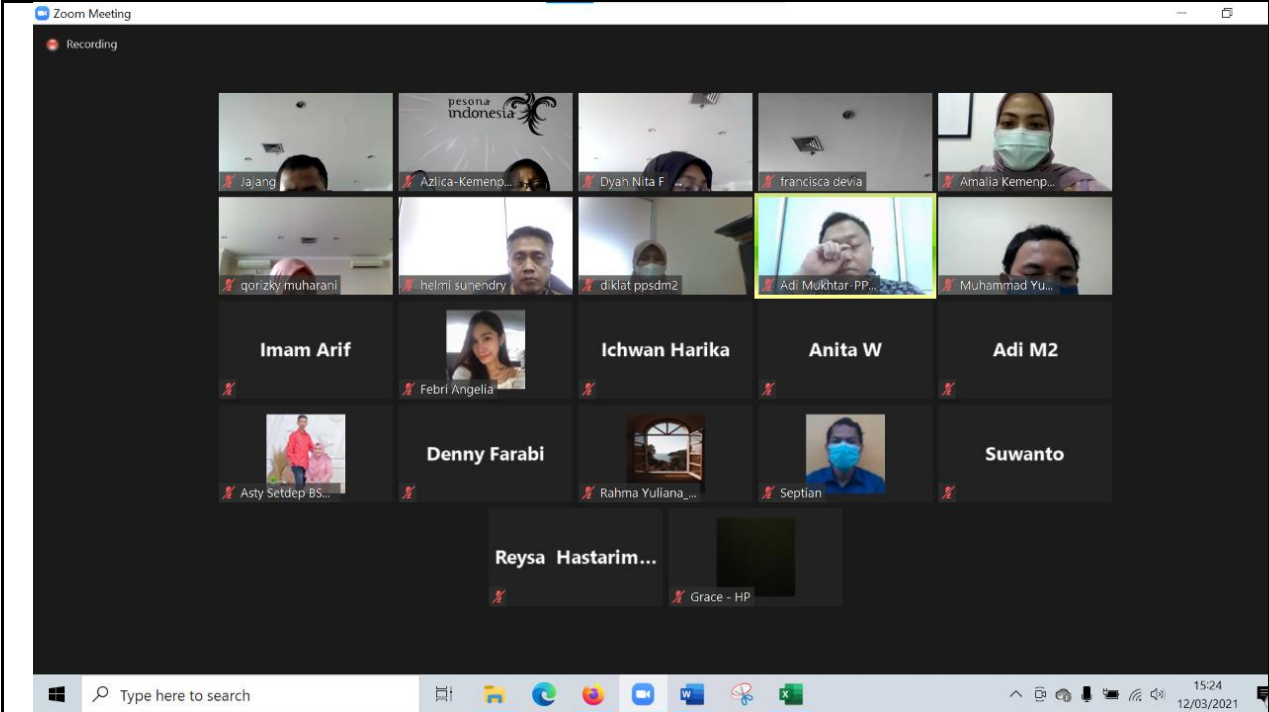 Zoom Meeting
Recording
pesona
indonesia
Jajang
Azlica-Kemenp...
Dyah Nita F ...
francisca devia
Amalia Kemenp...
qorizky muharani
helmi suhendry
diklat ppsdm2
Adi Mukhtar-PP...
Muhammad Yu...
Imam Arif
Febri Angelia
Ichwan Harika
Anita W
Adi M2
Asty Setdep BS...
Denny Farabi
Rahma Yuliana_...
Septian
Suwanto
Reysa Hastarim...
Grace - HP
Type here to search
15:24
12/03/2021